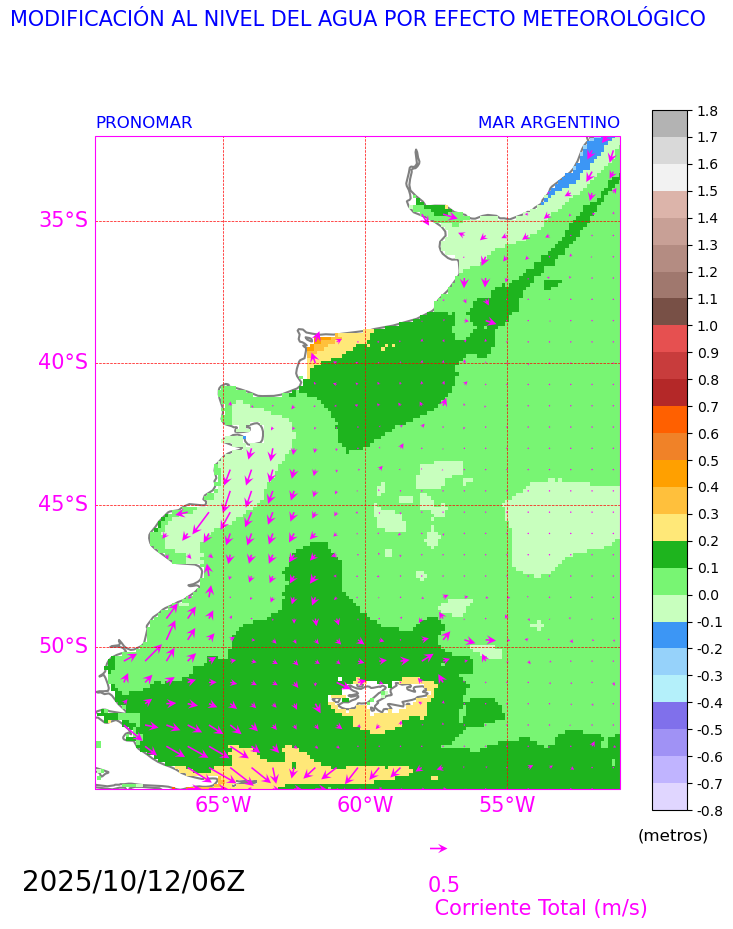 MODIFICACIÓN AL NIVEL DEL AGUA POR EFECTO METEOROLÓGICO
PRONOMAR
MAR ARGENTINO
35°S
40°S
45°S
50°S
65°W
60°W
55°W
1.8
1.7
1.6
1.5
1.4
1.3
1.2
1.1
1.0
0.9
0.8
0.7
0.6
0.5
0.4
0.3
0.2
0.1
0.0
-0.1
-0.2
-0.3
-0.4
-0.5
-0.6
-0.7
-0.8
(metros)
2025/10/12/06Z
0.5
Corriente Total (m/s)